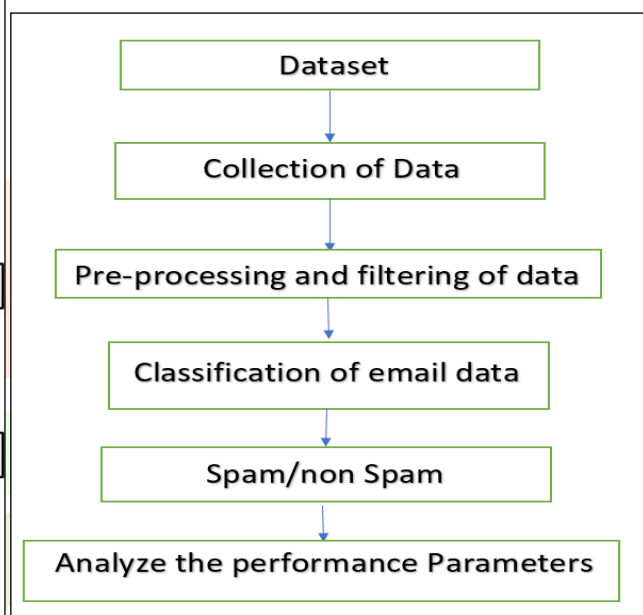 Dataset
Collection of Data
Pre-processing and filtering of data
Classification of email data
Spam/non Spam
Analyze the performance Parameters